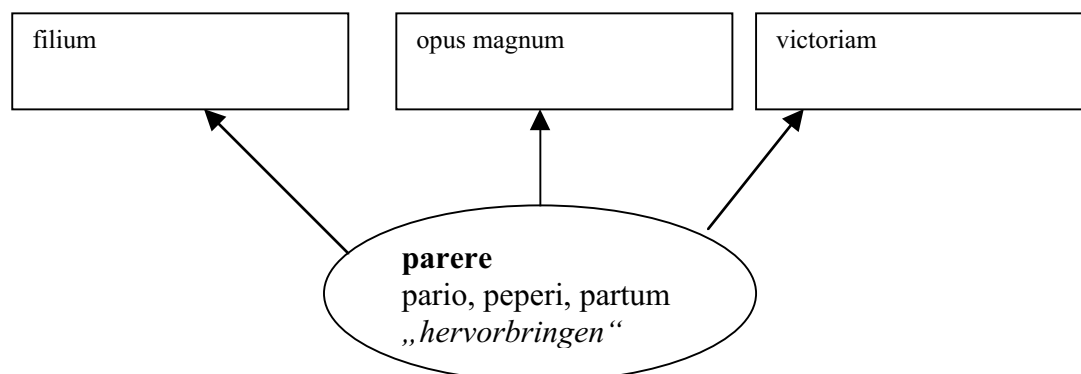 filium
opus magnum
victoriam
parere
pario, peperi, partum
„hervorbringen“